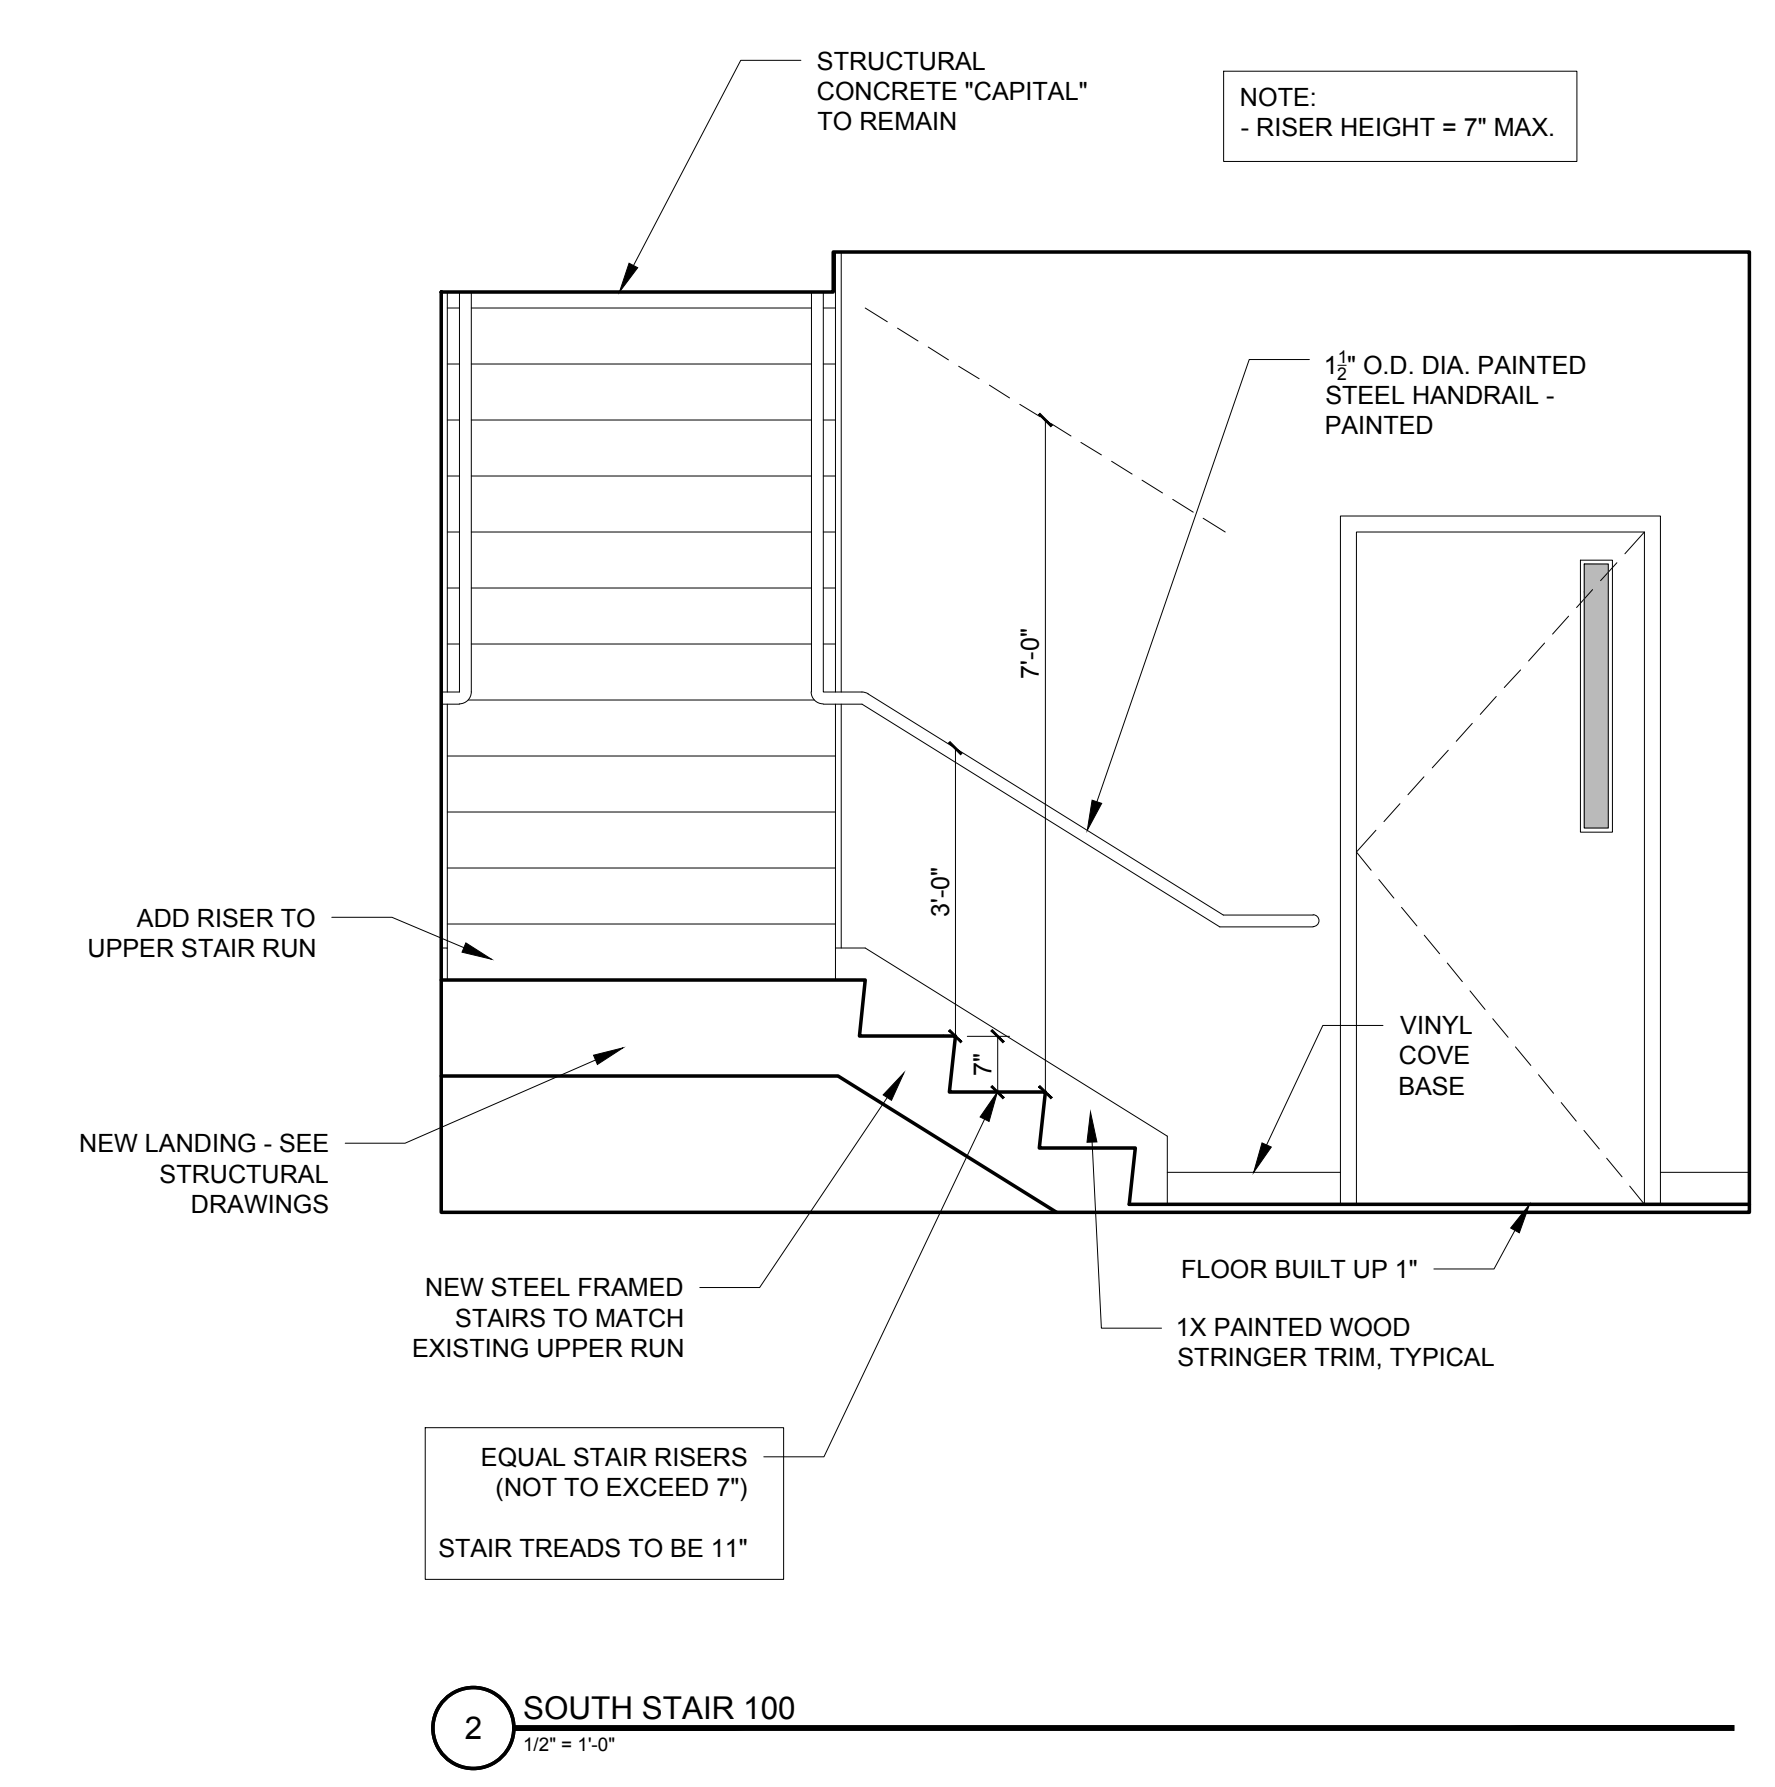 STRUCTURAL
CONCRETE "CAPITAL"
TO REMAIN
NOTE:
- RISER HEIGHT = 7" MAX.
1½" O.D. DIA. PAINTED
STEEL HANDRAIL -
PAINTED
7'-0"
3'-0"
ADD RISER TO
UPPER STAIR RUN
7"
VINYL
COVE
BASE
NEW LANDING - SEE
STRUCTURAL
DRAWINGS
FLOOR BUILT UP 1"
NEW STEEL FRAMED
STAIRS TO MATCH
EXISTING UPPER RUN
1X PAINTED WOOD
STRINGER TRIM, TYPICAL
EQUAL STAIR RISERS
(NOT TO EXCEED 7")
STAIR TREADS TO BE 11"
2
SOUTH STAIR 100
1/2" = 1'-0"